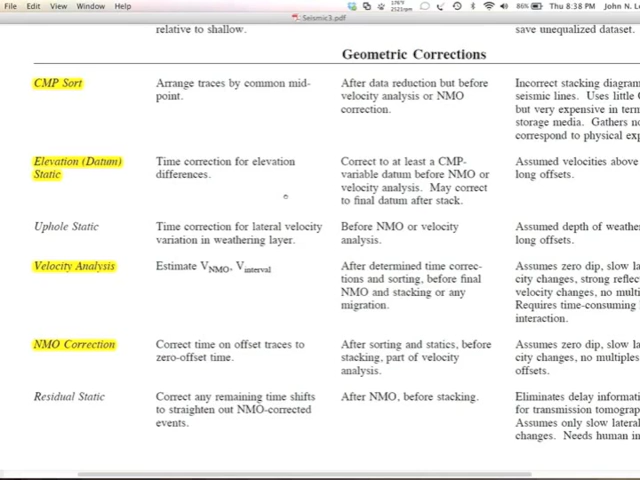 File Edit View Window Help
86% Thu 8:38 PM John N. Lo
Seismic3.pdf
relative to shallow. save unequalized dataset.
Geometric Corrections
CMP Sort Arrange traces by common mid- After data reduction but before Incorrect stacking diagram
point. velocity analysis or NMO seismic lines. Uses little
correction. but very expensive in term
storage media. Gathers no
correspond to physical exp
Elevation (Datum) Time correction for elevation Correct to at least a CMP- Assumed velocities above
Static differences. variable datum before NMO or long offsets.
velocity analysis. May correct
to final datum after stack.
Uphole Static Time correction for lateral velocity Before NMO or velocity Assumed depth of weathe
variation in weathering layer. analysis. long offsets.
Velocity Analysis Estimate VNMO, Vinterval After determined time correc- Assumes zero dip, slow la
tions and sorting, before final city changes, strong reflec
NMO and stacking or any velocity changes, no multi
migration. Requires time-consuming
interaction.
NMO Correction Correct time on offset traces to After sorting and statics, before Assumes zero dip, slow la
zero-offset time. stacking, part of velocity city changes, no multiples
analysis. offsets.
Residual Static Correct any remaining time shifts After NMO, before stacking. Eliminates delay informati
to straighten out NMO-corrected for transmission tomograp
events. Assumes only slow lateral
changes. Needs human in